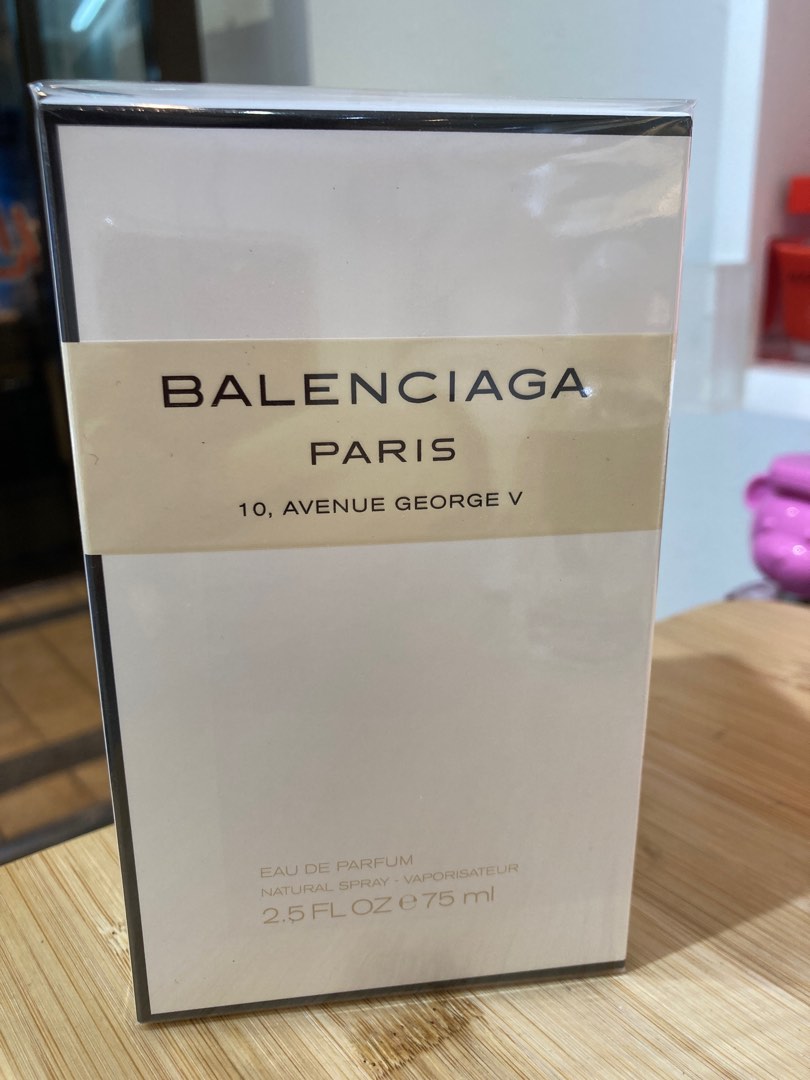 BALENCIAGA
PARIS
10, AVENUE GEORGE V
EAU DE PARFUM
NATURAL SPRAY - VAPORISATEUR
2.5 FL OZ ℮ 75 ml